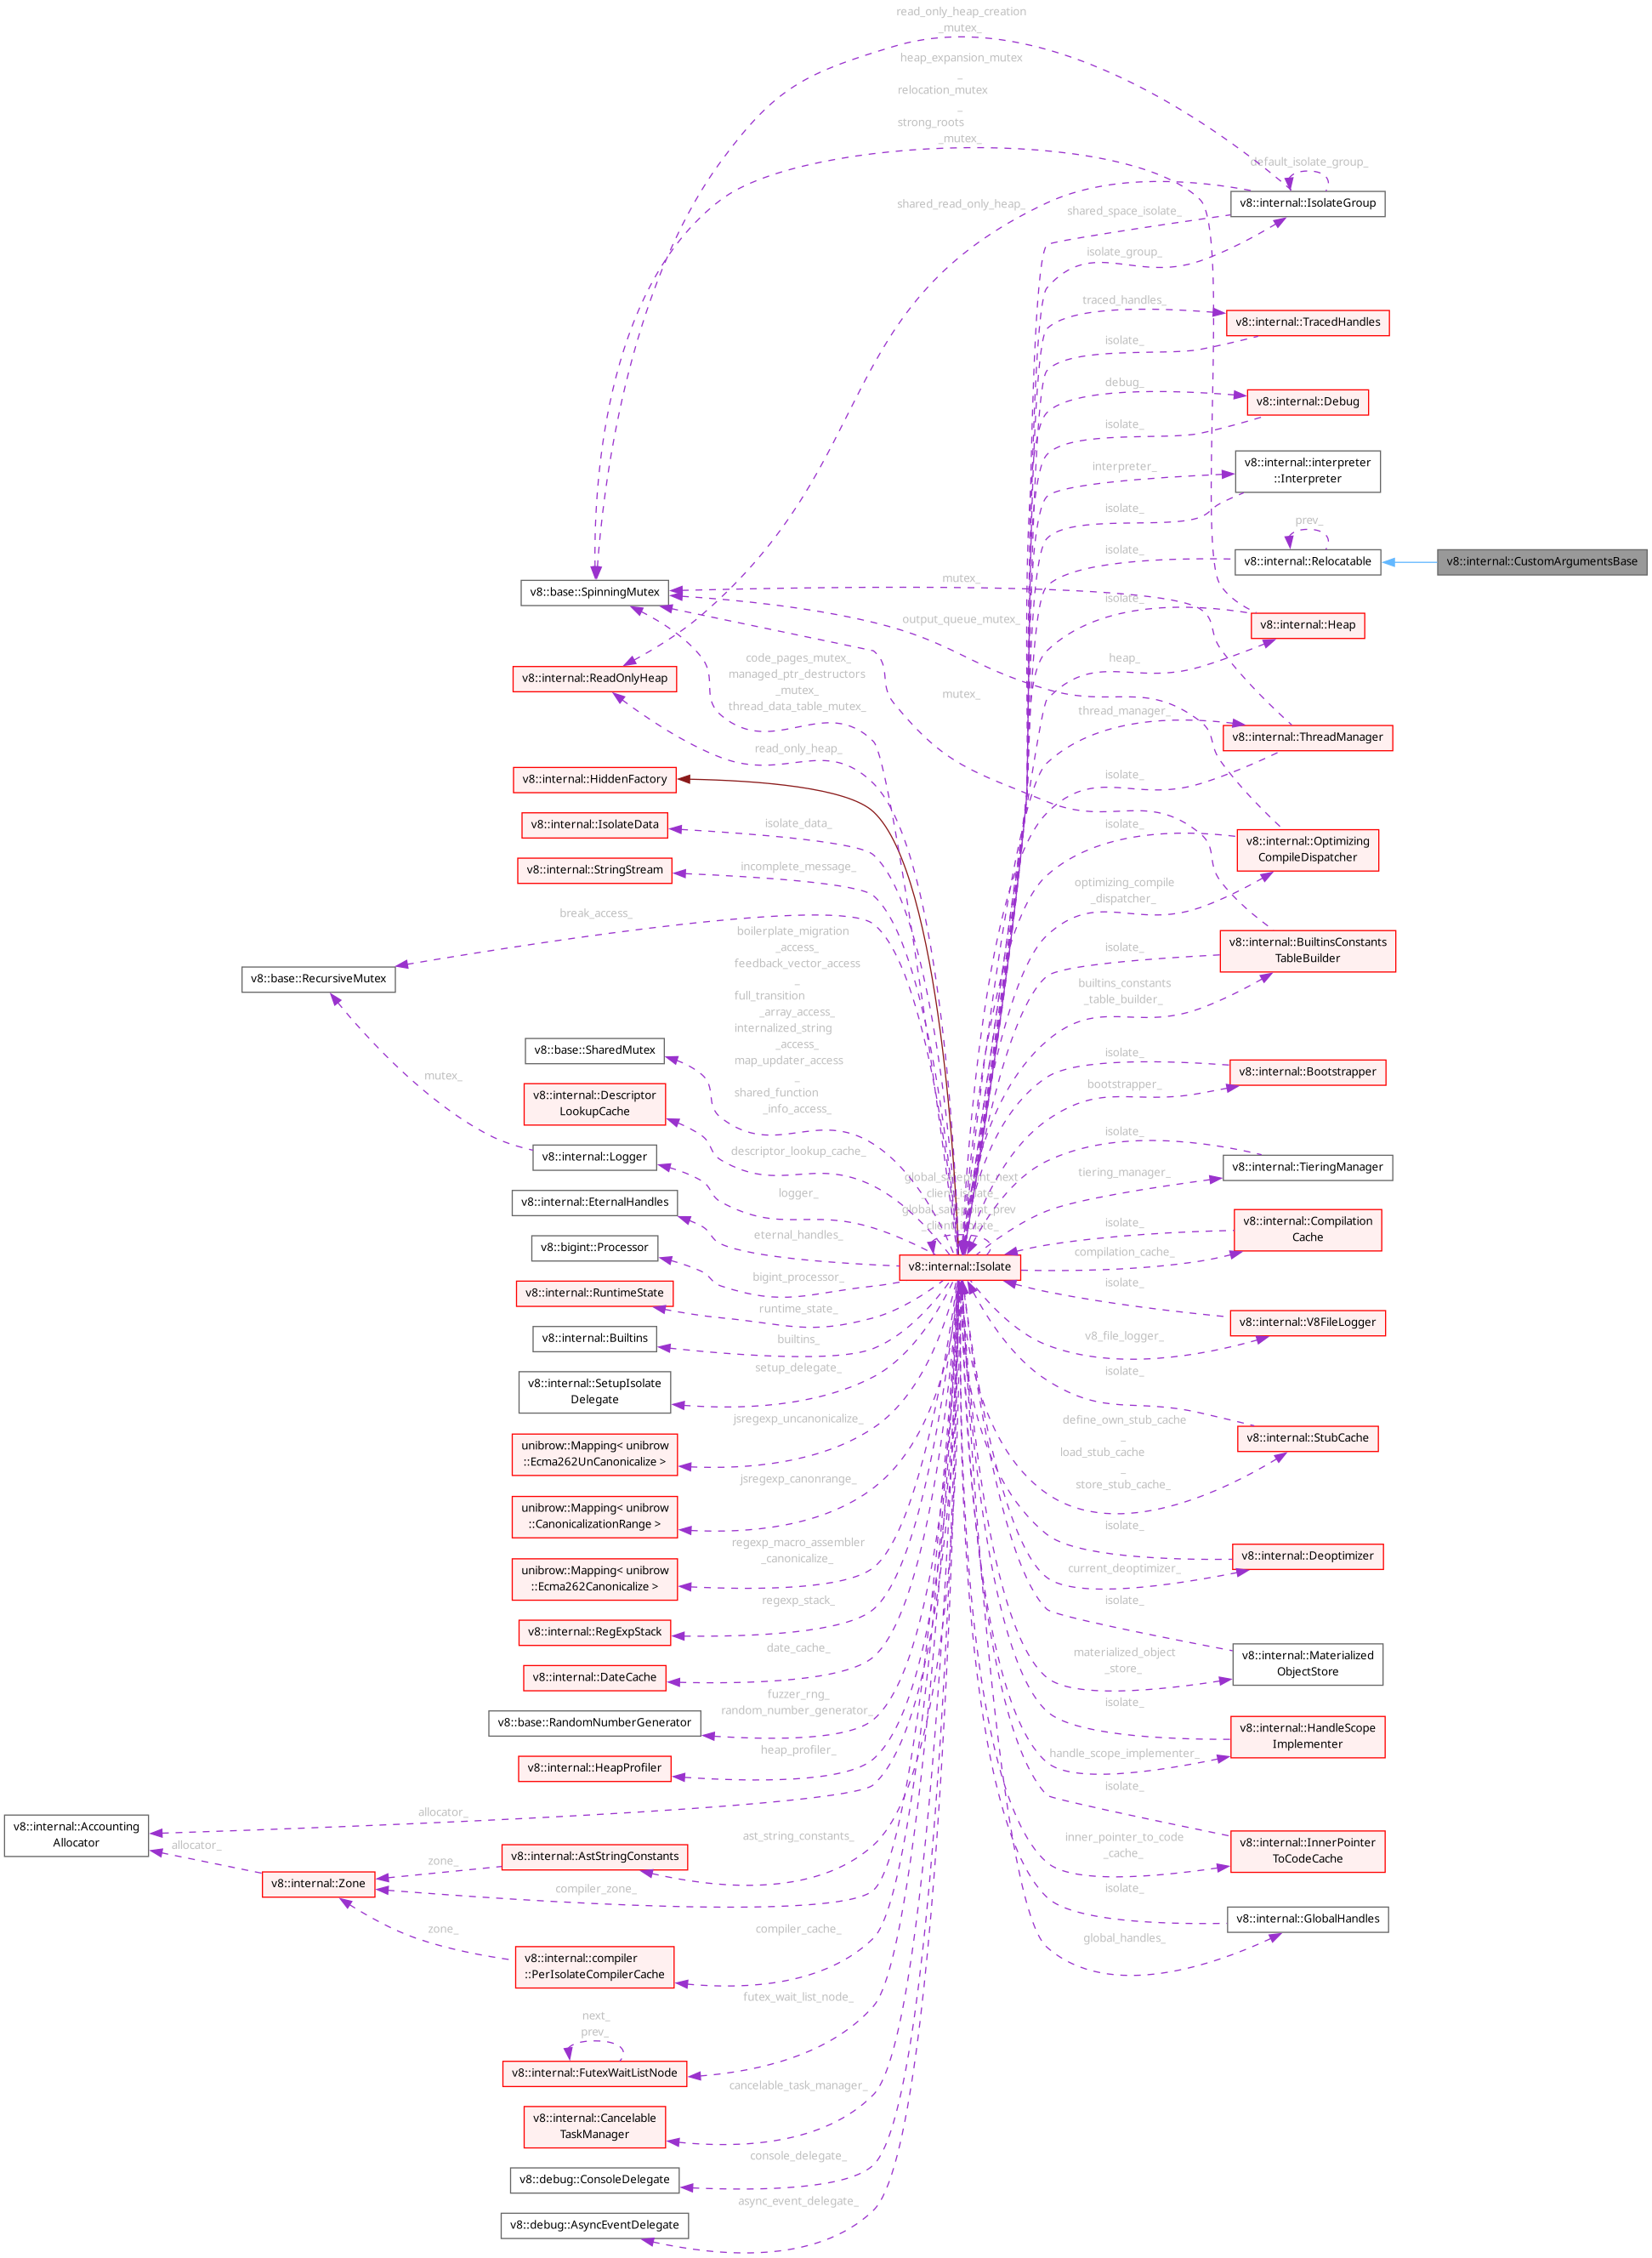 read_only_heap_creation
_mutex_
heap_expansion_mutex
_
relocation_mutex
_
strong_roots
_mutex_
default_isolate_group_
v8::internal::IsolateGroup
shared_read_only_heap_
shared_space_isolate_
isolate_group_
traced_handles_
v8::internal::TracedHandles
isolate_
debug_
v8::internal::Debug
isolate_
interpreter_
v8::internal::interpreter
::Interpreter
isolate_
prev_
isolate_
v8::internal::Relocatable
v8::internal::CustomArgumentsBase
v8::base::SpinningMutex
mutex_
isolate_
output_queue_mutex_
v8::internal::Heap
heap_
code_pages_mutex_
managed_ptr_destructors
_mutex_
thread_data_table_mutex_
v8::internal::ReadOnlyHeap
mutex_
thread_manager_
v8::internal::ThreadManager
read_only_heap_
v8::internal::HiddenFactory
isolate_
v8::internal::IsolateData
isolate_data_
isolate_
v8::internal::Optimizing
CompileDispatcher
v8::internal::StringStream
incomplete_message_
optimizing_compile
_dispatcher_
break_access_
v8::base::RecursiveMutex
isolate_
v8::internal::BuiltinsConstants
TableBuilder
builtins_constants
_table_builder_
boilerplate_migration
_access_
feedback_vector_access
_
full_transition
_array_access_
internalized_string
_access_
map_updater_access
_
shared_function
_info_access_
v8::base::SharedMutex
isolate_
v8::internal::Bootstrapper
bootstrapper_
mutex_
v8::internal::Descriptor
LookupCache
descriptor_lookup_cache_
isolate_
v8::internal::Logger
logger_
v8::internal::TieringManager
tiering_manager_
global_safepoint_next
_client_isolate_
global_safepoint_prev
_client_isolate_
v8::internal::EternalHandles
eternal_handles_
isolate_
v8::internal::Compilation
Cache
compilation_cache_
v8::bigint::Processor
bigint_processor_
v8::internal::Isolate
isolate_
v8::internal::RuntimeState
runtime_state_
v8::internal::V8FileLogger
v8_file_logger_
v8::internal::Builtins
builtins_
v8::internal::SetupIsolate
Delegate
setup_delegate_
isolate_
define_own_stub_cache
_
load_stub_cache
_
store_stub_cache_
v8::internal::StubCache
unibrow::Mapping< unibrow
::Ecma262UnCanonicalize >
jsregexp_uncanonicalize_
unibrow::Mapping< unibrow
::CanonicalizationRange >
jsregexp_canonrange_
isolate_
v8::internal::Deoptimizer
current_deoptimizer_
unibrow::Mapping< unibrow
::Ecma262Canonicalize >
regexp_macro_assembler
_canonicalize_
isolate_
v8::internal::RegExpStack
regexp_stack_
v8::internal::DateCache
date_cache_
materialized_object
_store_
v8::internal::Materialized
ObjectStore
v8::base::RandomNumberGenerator
fuzzer_rng_
random_number_generator_
isolate_
v8::internal::HandleScope
Implementer
handle_scope_implementer_
v8::internal::HeapProfiler
heap_profiler_
isolate_
v8::internal::Accounting
Allocator
allocator_
allocator_
inner_pointer_to_code
_cache_
v8::internal::InnerPointer
ToCodeCache
v8::internal::AstStringConstants
ast_string_constants_
zone_
v8::internal::Zone
compiler_zone_
isolate_
v8::internal::GlobalHandles
global_handles_
zone_
v8::internal::compiler
::PerIsolateCompilerCache
compiler_cache_
futex_wait_list_node_
next_
prev_
v8::internal::FutexWaitListNode
v8::internal::Cancelable
TaskManager
cancelable_task_manager_
v8::debug::ConsoleDelegate
console_delegate_
v8::debug::AsyncEventDelegate
async_event_delegate_